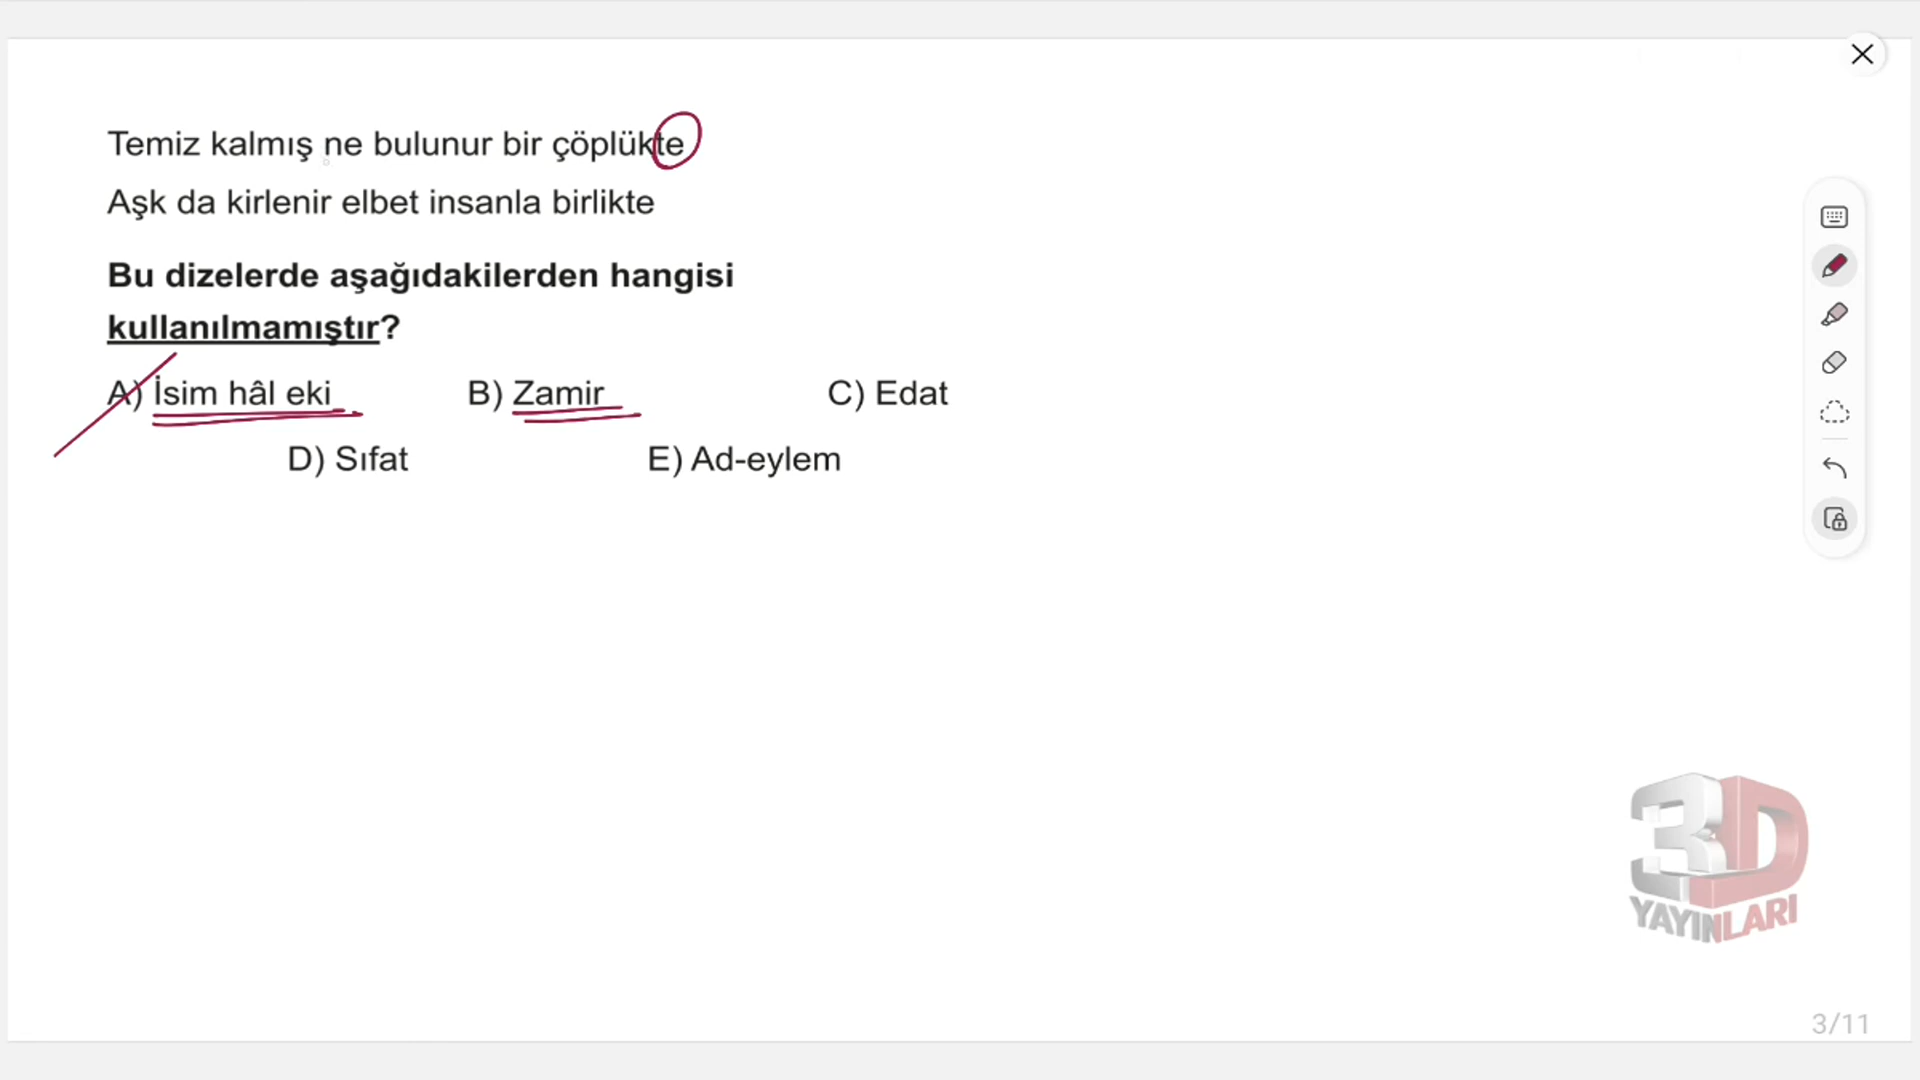 Temiz kalmış ne bulunur bir çöplükte
Aşk da kirlenir elbet insanla birlikte
Bu dizelerde aşağıdakilerden hangisi
kullanılmamıştır?
A) İsim hâl eki B) Zamir C) Edat
D) Sıfat E) Ad-eylem
3D
YAYINLARI
3/11